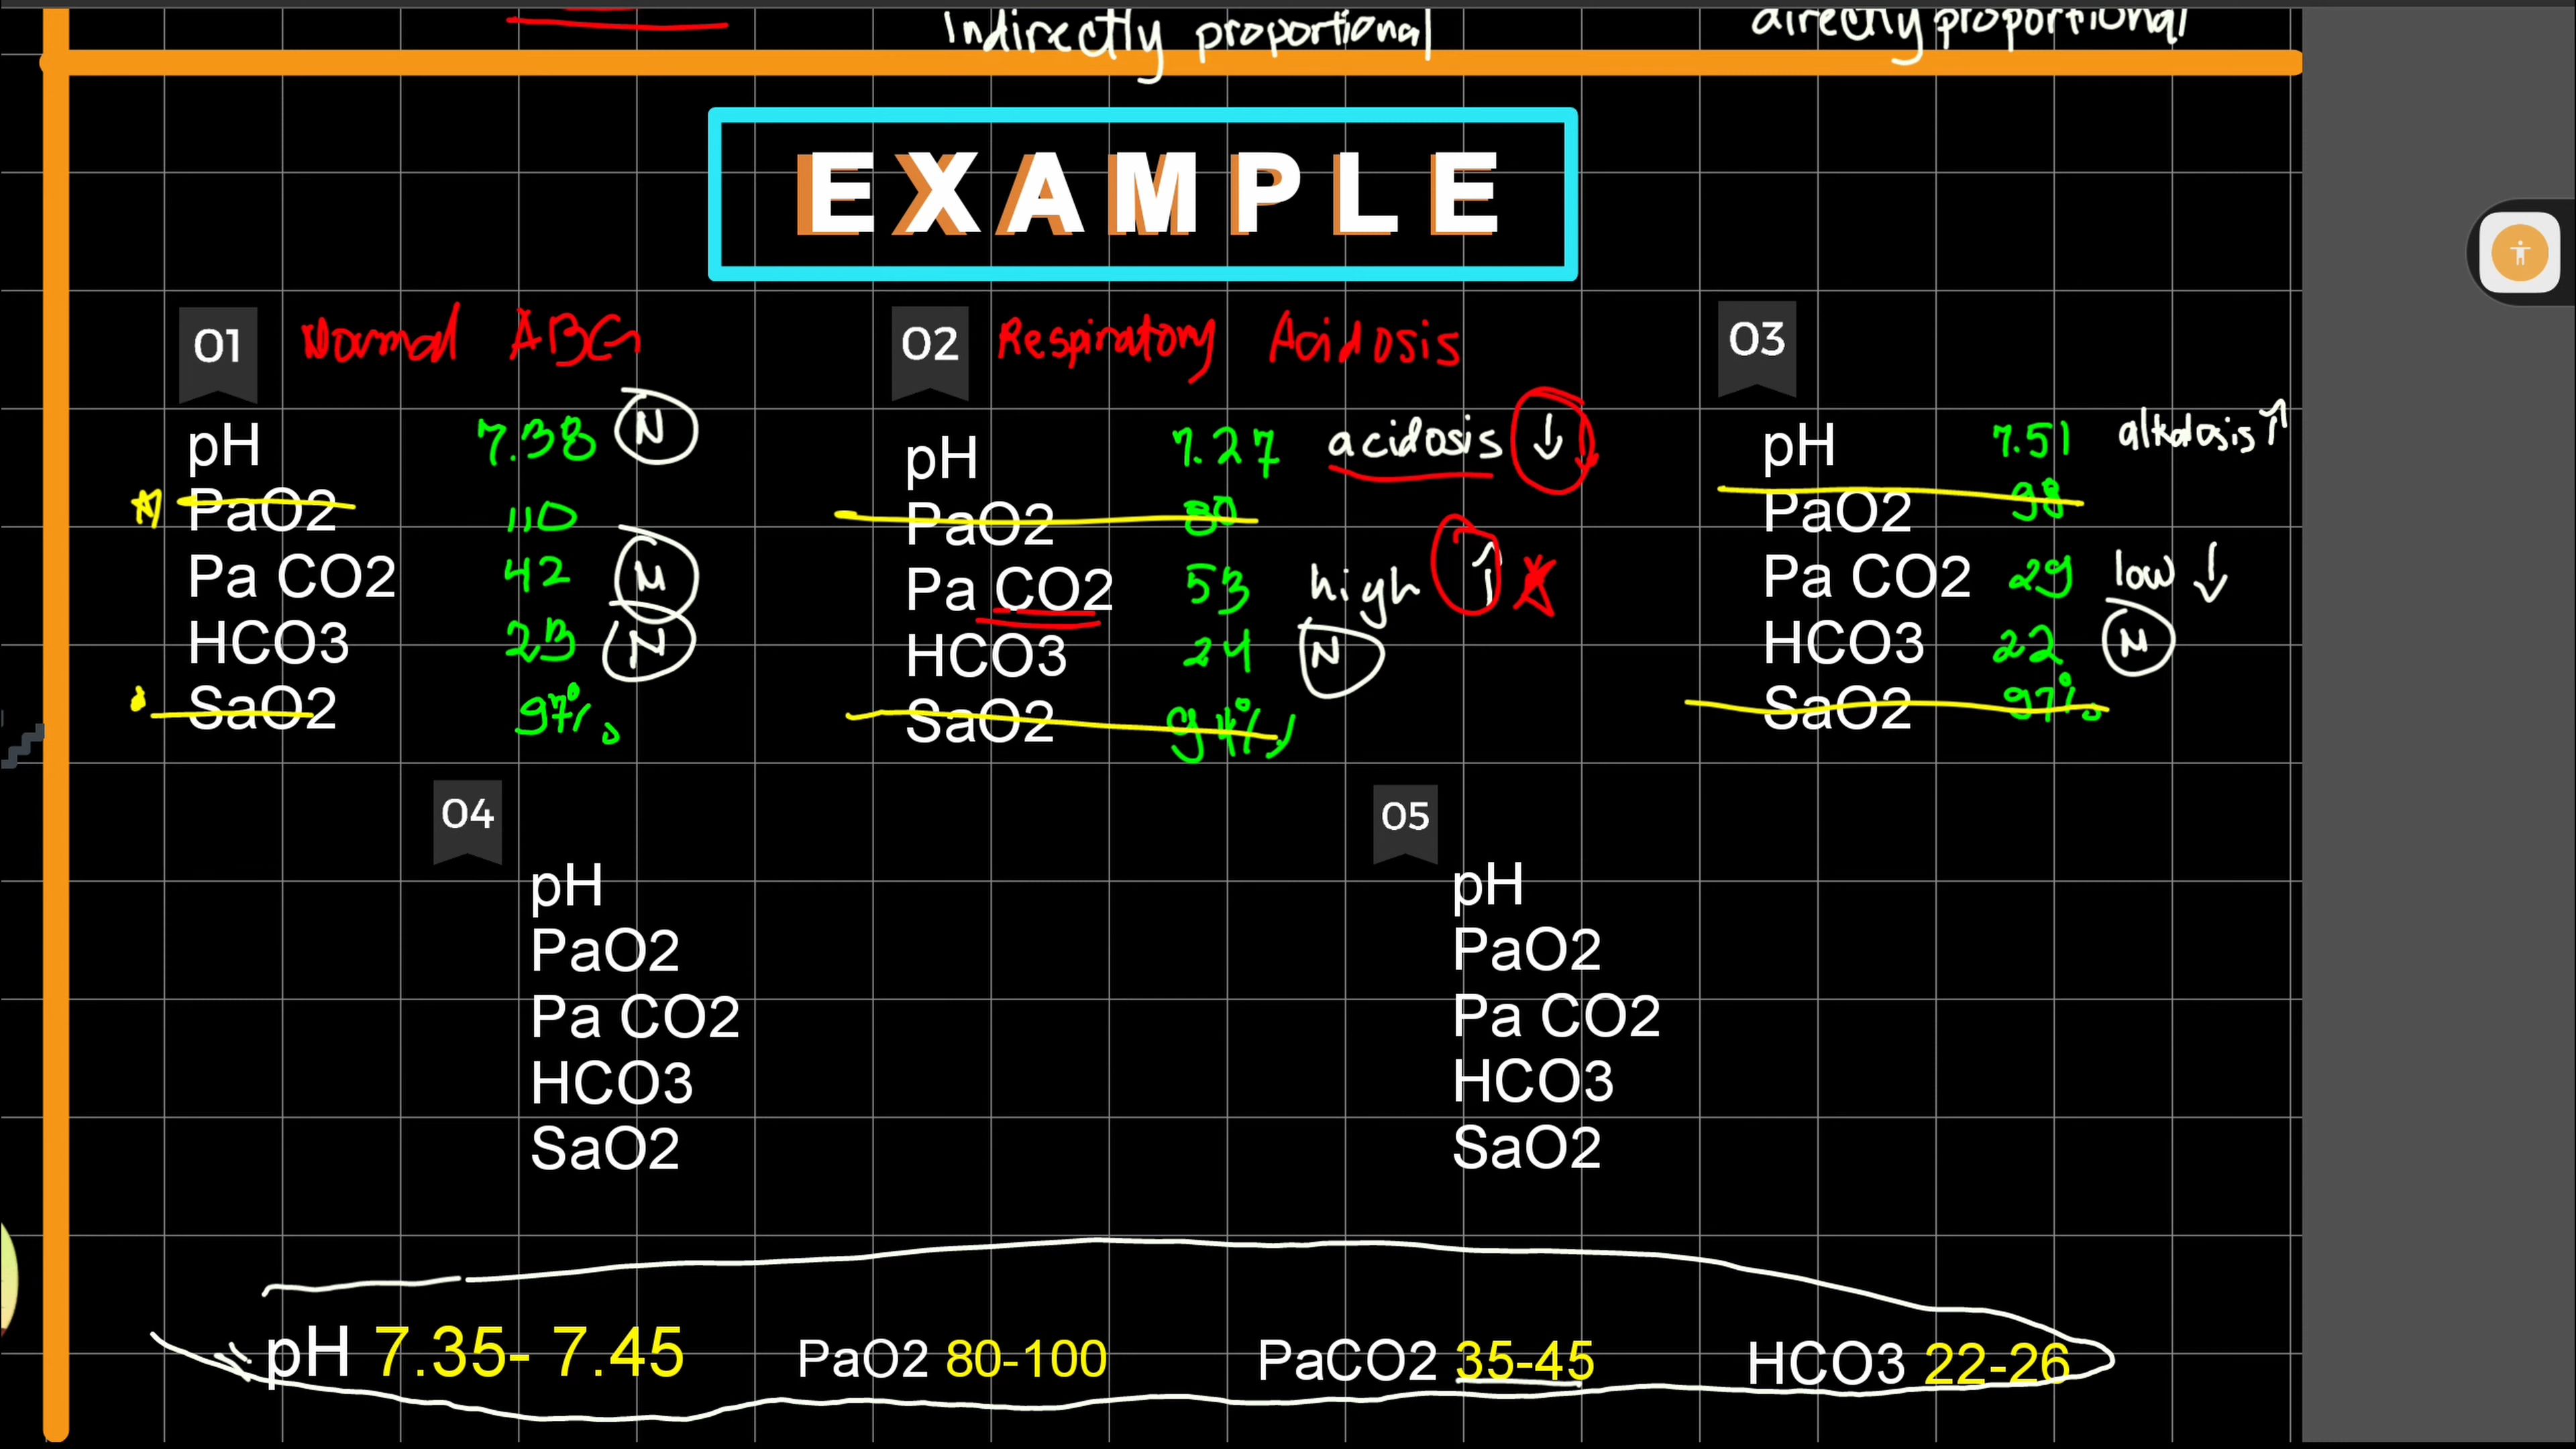 Indirectly proportional directly proportional
EXAMPLE
01 Normal ABG
pH 7.38 N
PaO2 110
Pa CO2 42 N
HCO3 23 N
SaO2 97%
02 Respiratory Acidosis
pH 7.27 acidosis ↓
PaO2 80
Pa CO2 53 high ↑
HCO3 24 N
SaO2 94%
03
pH 7.51 alkalosis ↑
PaO2 98
Pa CO2 29 low ↓
HCO3 22 N
SaO2 97%
04
pH
PaO2
Pa CO2
HCO3
SaO2
05
pH
PaO2
Pa CO2
HCO3
SaO2
pH 7.35- 7.45 PaO2 80-100 PaCO2 35-45 HCO3 22-26